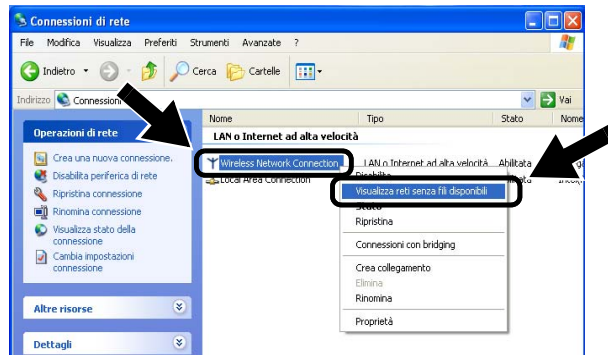 Connessioni di rete
File Modifica Visualizza Preferiti Strumenti Avanzate ?
Indietro Cerca Cartelle
Indirizzo Connessioni Vai
Nome Tipo Stato Nome
Operazioni di rete
LAN o Internet ad alta velocità
Crea una nuova connessione.
Wireless Network Connection LAN o Internet ad alta velocità Abilitata
Disabilita periferica di rete
Disabilita
Local Area Connection
Visualizza reti senza fili disponibili
Ripristina connessione
Stato
Rinomina connessione
Ripristina
Visualizza stato della
connessione
Connessioni con bridging
Cambia impostazioni
connessione
Crea collegamento
Elimina
Rinomina
Altre risorse
Proprietà
Dettagli